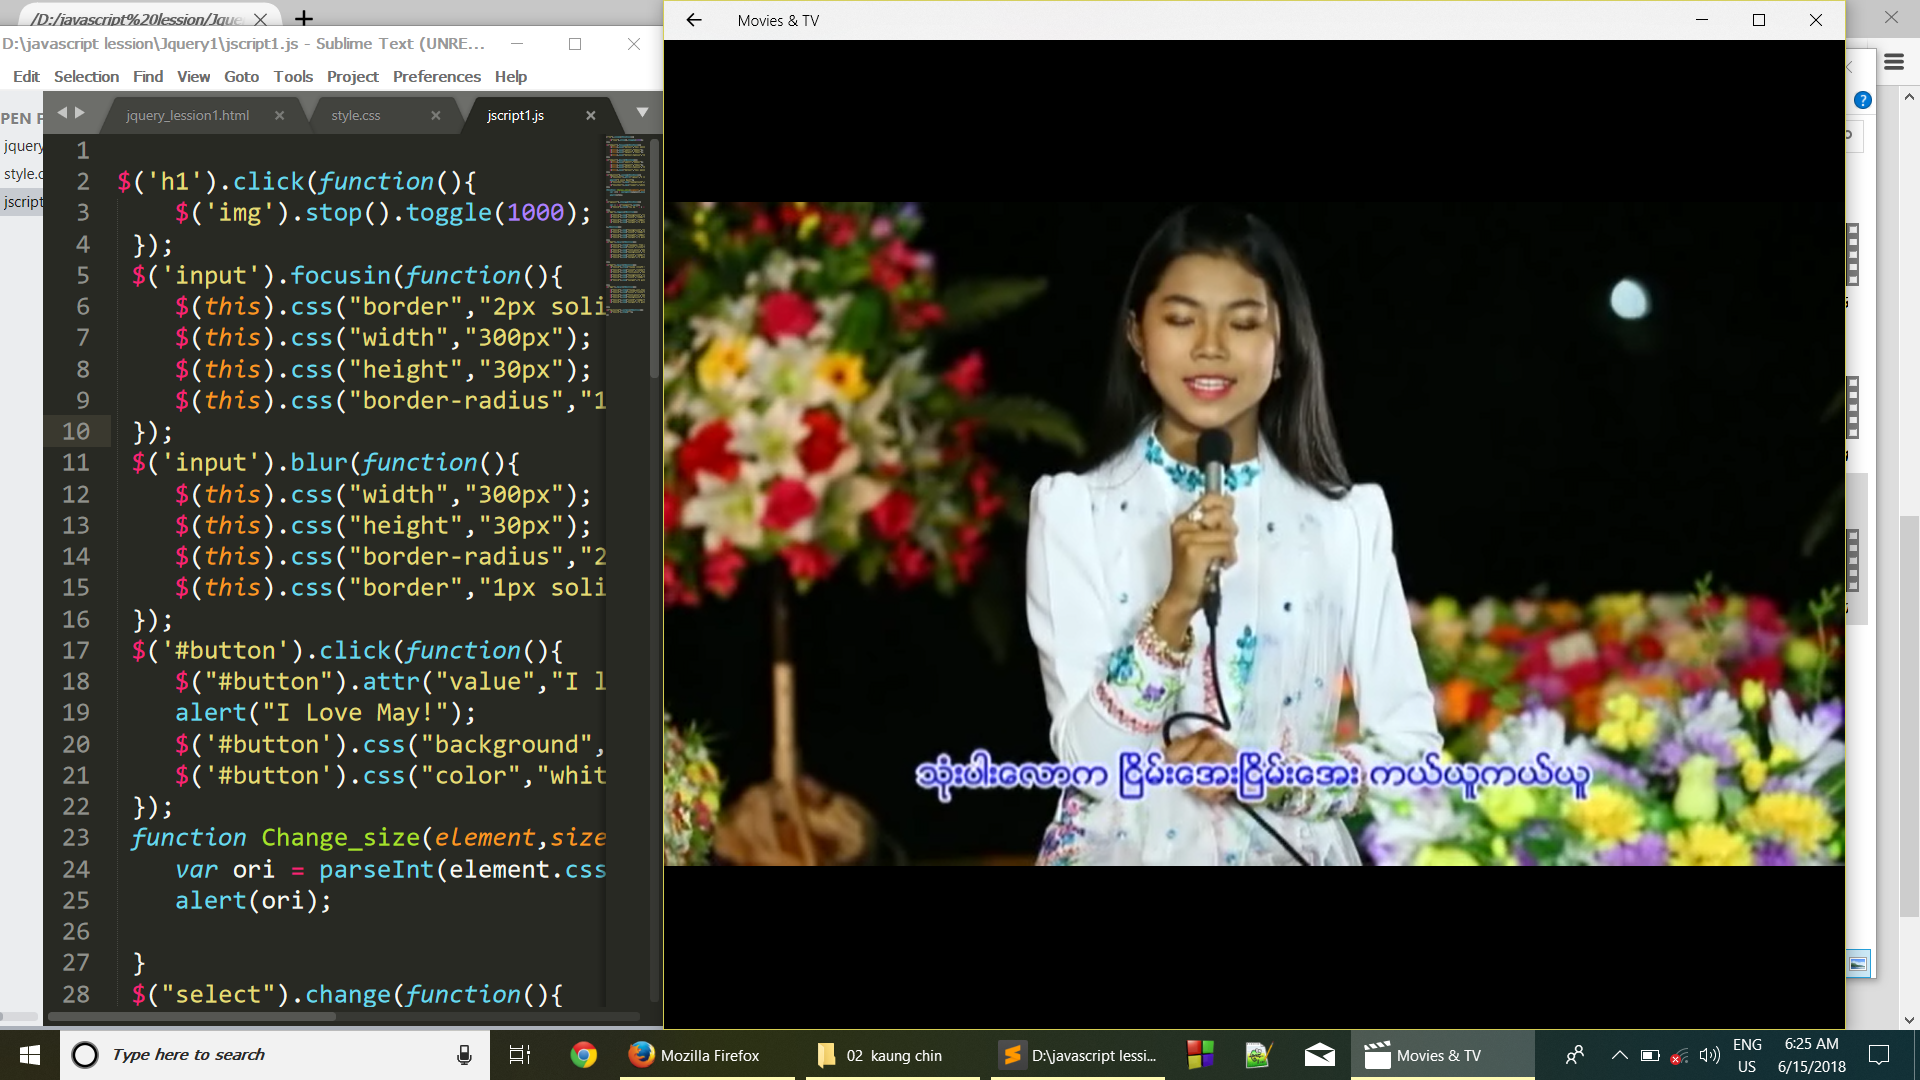 /D:/javascript%20lession/Jque
D:\javascript lession\Jquery1\jscript1.js - Sublime Text (UNRE...
Edit Selection Find View Goto Tools Project Preferences Help
PEN
jquery_lession1.html
style.css
jscript1.js
jquery
style.c
jscript
1
2 $('h1').click(function(){
3 $('img').stop().toggle(1000);
4 });
5 $('input').focusin(function(){
6 $(this).css("border","2px soli
7 $(this).css("width","300px");
8 $(this).css("height","30px");
9 $(this).css("border-radius","1
10 });
11 $('input').blur(function(){
12 $(this).css("width","300px");
13 $(this).css("height","30px");
14 $(this).css("border-radius","2
15 $(this).css("border","1px soli
16 });
17 $('#button').click(function(){
18 $("#button").attr("value","I l
19 alert("I Love May!");
20 $('#button').css("background",
21 $('#button').css("color","whit
22 });
23 function Change_size(element,size
24 var ori = parseInt(element.css
25 alert(ori);
26
27 }
28 $("select").change(function(){
Movies & TV
သုံးပါးလောက ငြိမ်းအေးငြိမ်းအေး ကယ်ယူကယ်ယူ
Type here to search
Mozilla Firefox
02 kaung chin
D:\javascript lessi...
Movies & TV
ENG
US
6:25 AM
6/15/2018